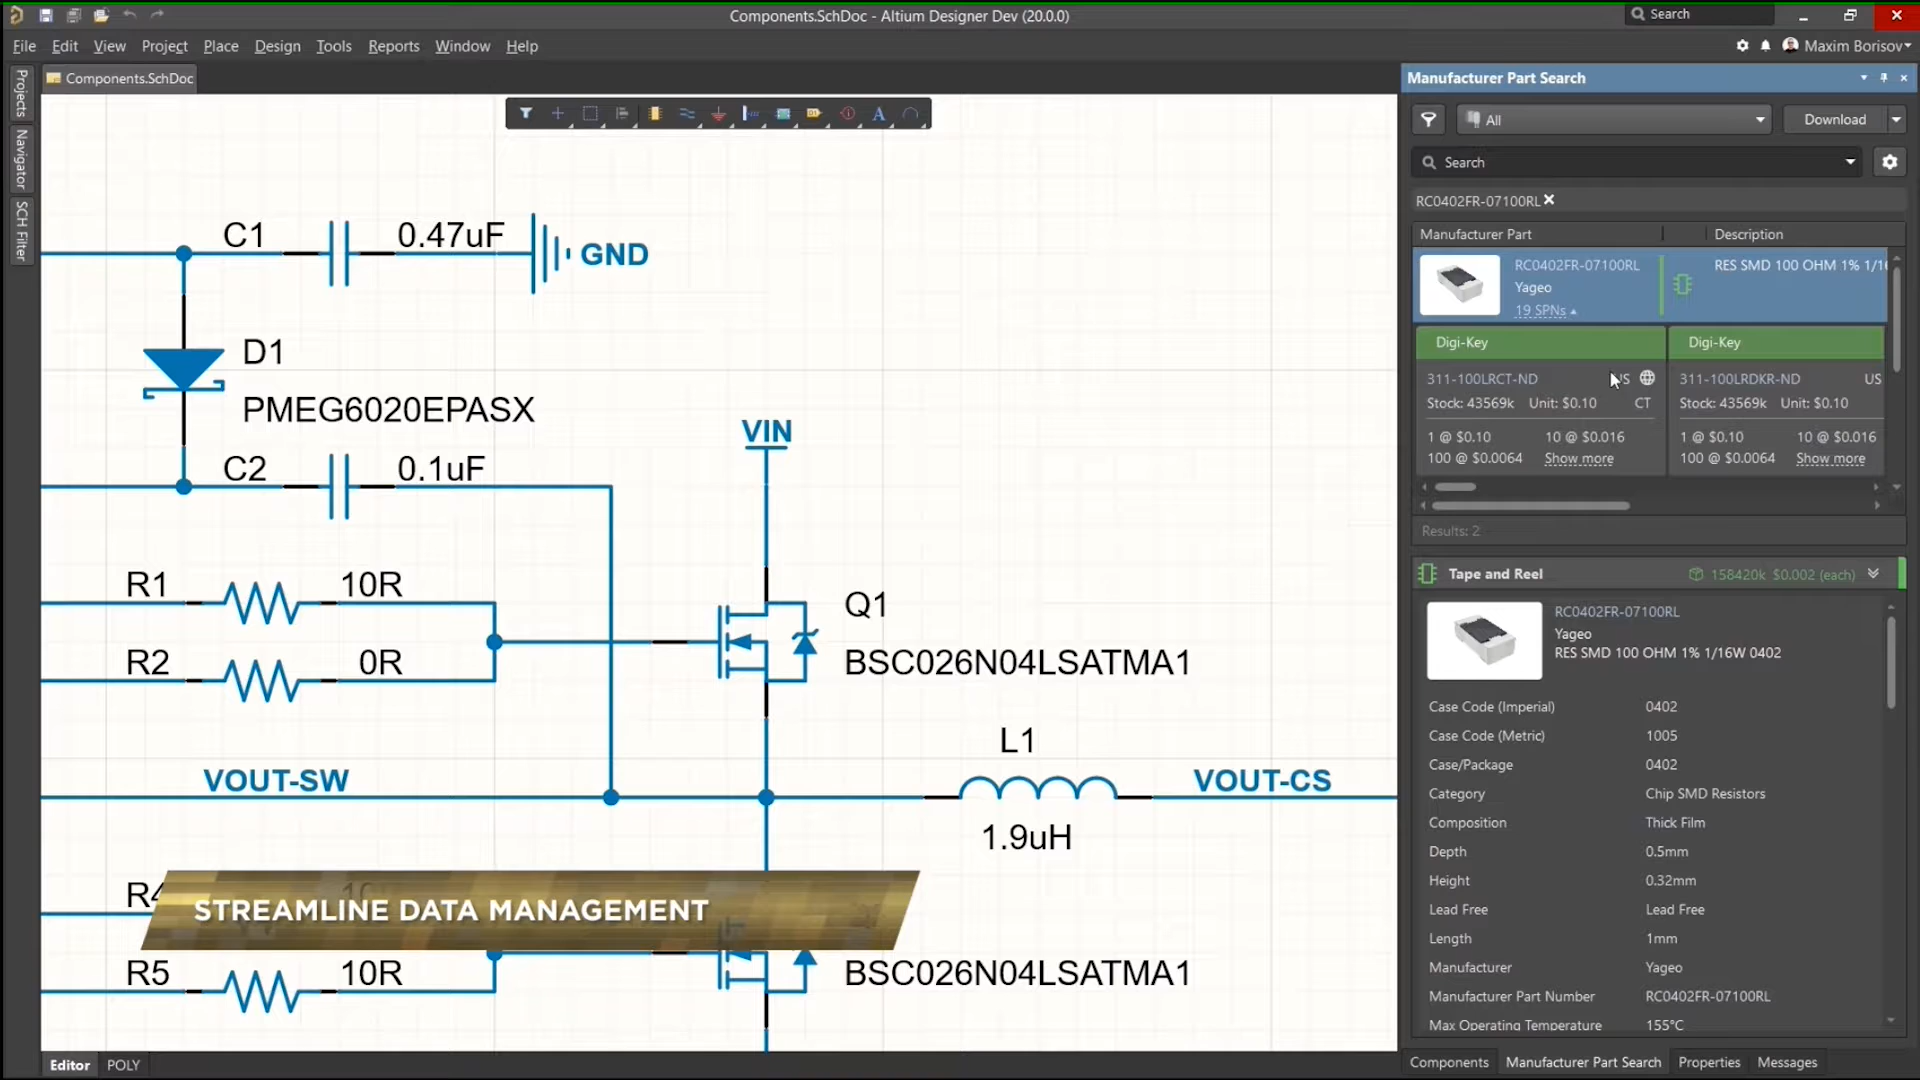 Components.SchDoc - Altium Designer Dev (20.0.0)
Search
File Edit View Project Place Design Tools Reports Window Help
Maxim Borisov
Projects
Navigator
SCH Filter
Components.SchDoc
A
C1 0.47uF
GND
D1
PMEG6020EPASX
C2 0.1uF
VIN
R1 10R
R2 0R
Q1
BSC026N04LSATMA1
VOUT-SW
L1
1.9uH
VOUT-CS
STREAMLINE DATA MANAGEMENT
R5 10R
BSC026N04LSATMA1
Editor POLY
Manufacturer Part Search
All
Download
Search
RC0402FR-07100RL
Manufacturer Part Description
RC0402FR-07100RL RES SMD 100 OHM 1% 1/16
Yageo
19 SPNs
Digi-Key Digi-Key
311-100LRCT-ND 311-100LRDKR-ND US
Stock: 43569k Unit: $0.10 CT Stock: 43569k Unit: $0.10
1 @ $0.10 10 @ $0.016 1 @ $0.10 10 @ $0.016
100 @ $0.0064 Show more 100 @ $0.0064 Show more
Results: 2
Tape and Reel 158420k $0.002 (each)
RC0402FR-07100RL
Yageo
RES SMD 100 OHM 1% 1/16W 0402
Case Code (Imperial) 0402
Case Code (Metric) 1005
Case/Package 0402
Category Chip SMD Resistors
Composition Thick Film
Depth 0.5mm
Height 0.32mm
Lead Free Lead Free
Length 1mm
Manufacturer Yageo
Manufacturer Part Number RC0402FR-07100RL
Max Operating Temperature 155°C
Components Manufacturer Part Search Properties Messages